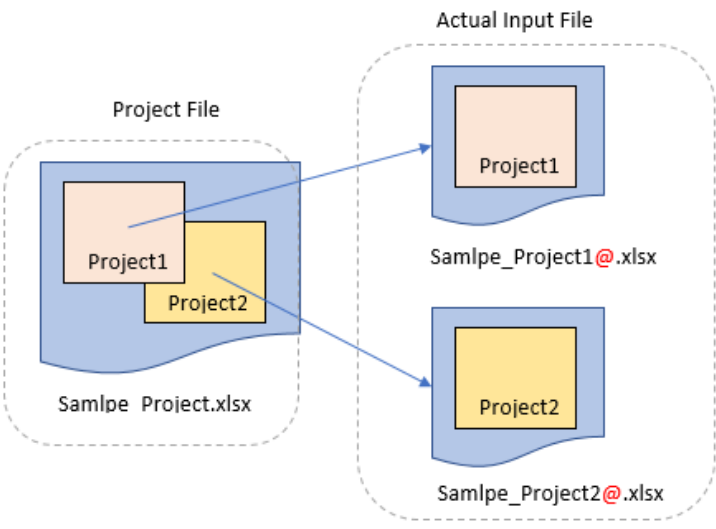 Actual Input File
Project File
Project1
Project2
Samlpe_Project.xlsx
Project1
Samlpe_Project1@.xlsx
Project2
Samlpe_Project2@.xlsx